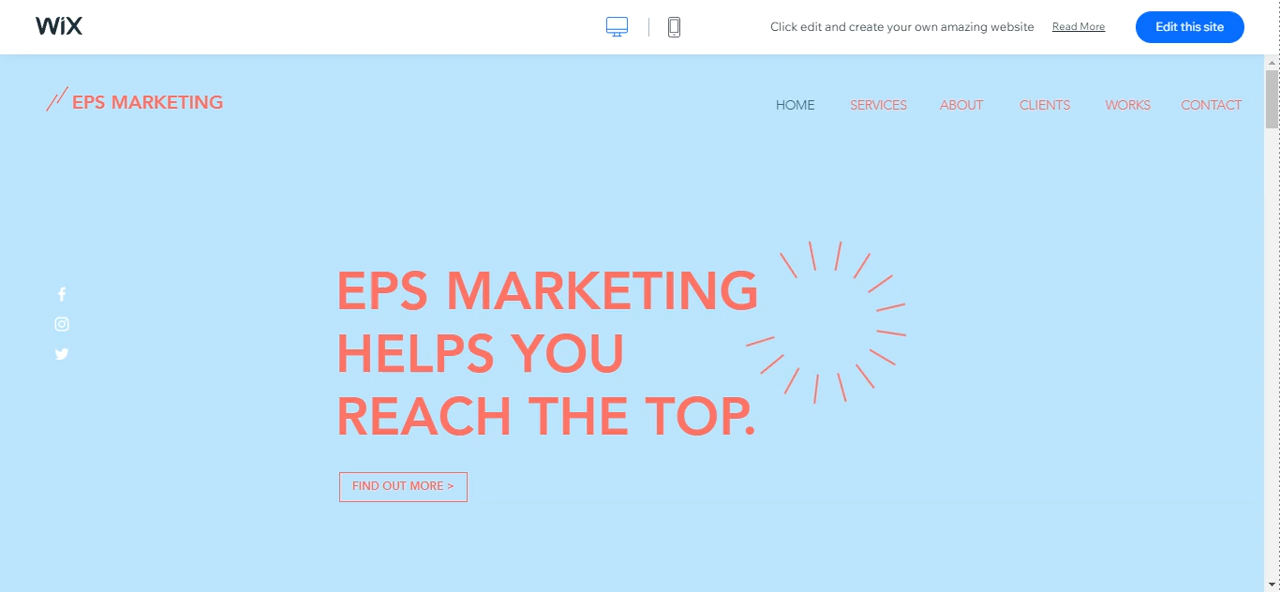 WiX
Click edit and create your own amazing website Read More Edit this site
EPS MARKETING
HOME SERVICES ABOUT CLIENTS WORKS CONTACT
EPS MARKETING
HELPS YOU
REACH THE TOP.
FIND OUT MORE >